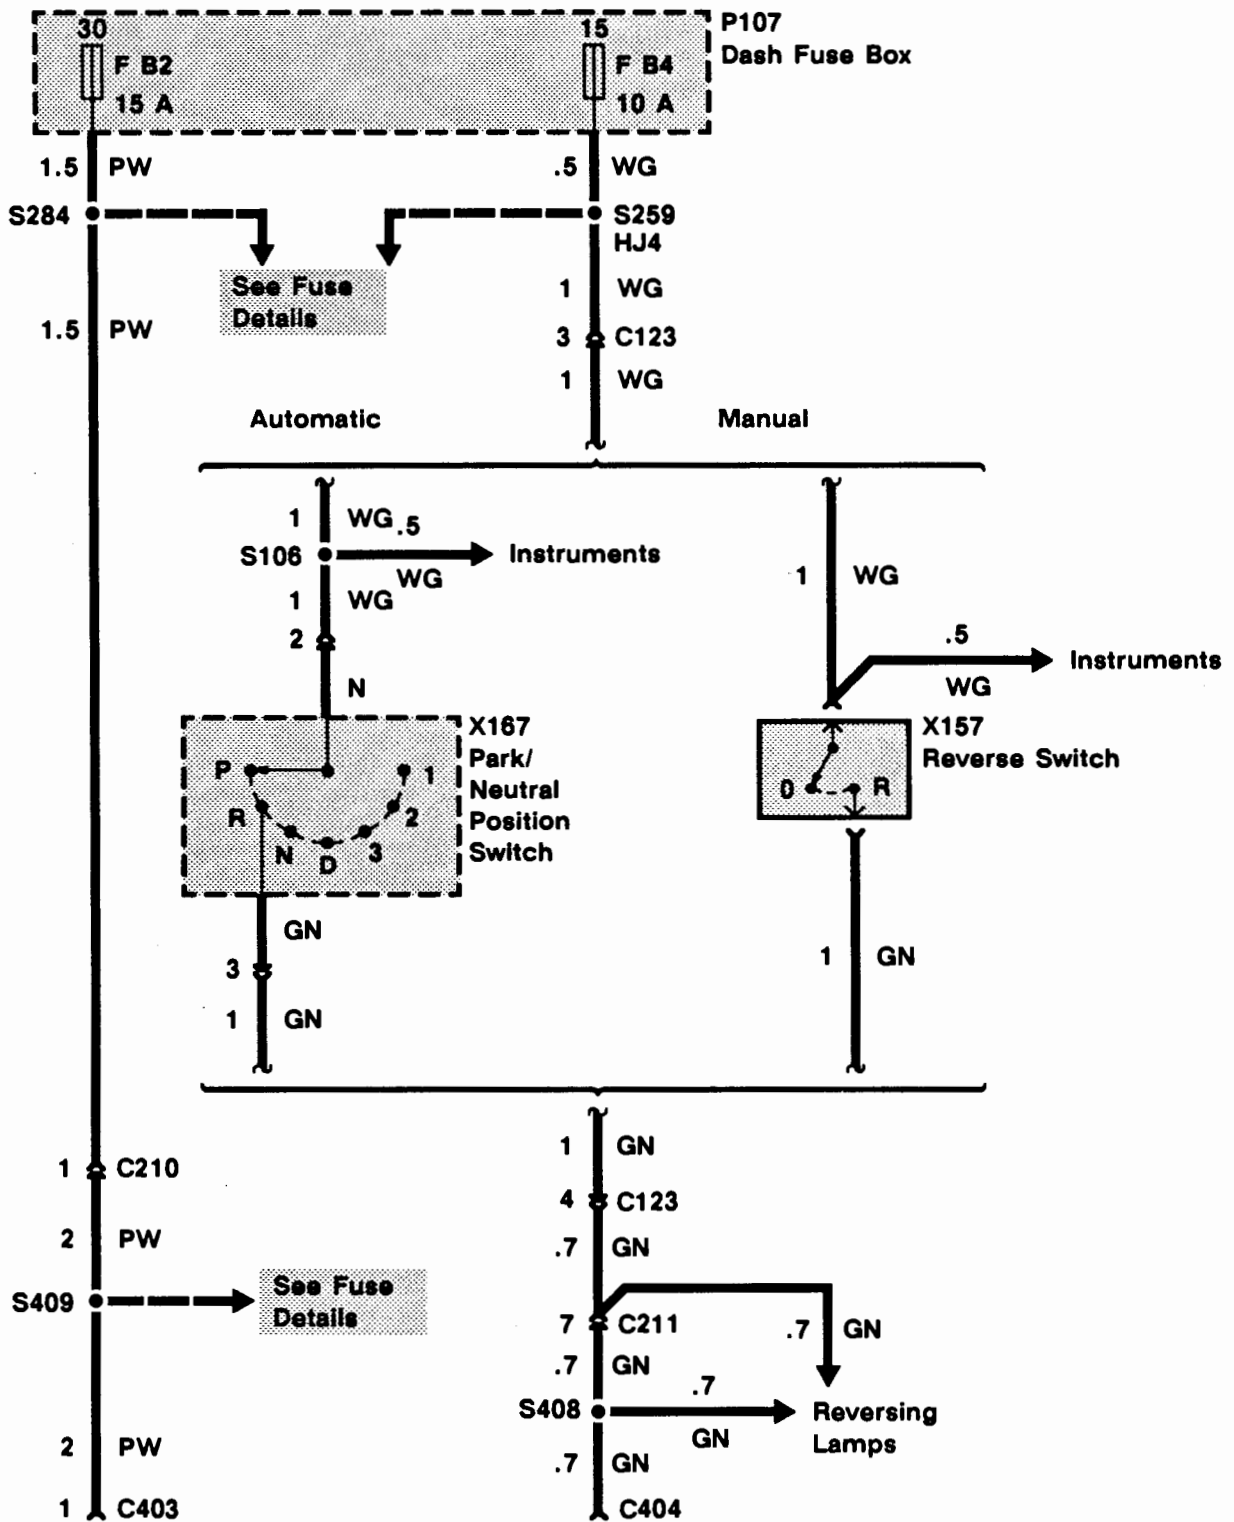 30
F B2
15 A
15
F B4
10 A
P107
Dash Fuse Box
1.5 PW
.5 WG
S284
S259
HJ4
See Fuse
Details
1 WG
1.5 PW
3 C123
1 WG
Automatic
Manual
1 WG
.5
S106
Instruments
WG
1 WG
1 WG
2
.5
Instruments
WG
N
X167
Park/
Neutral
Position
Switch
P
R
N
D
3
2
1
X157
Reverse Switch
0
R
GN
3
1 GN
1 GN
1 GN
1 C210
4 C123
2 PW
.7 GN
S409
See Fuse
Details
7 C211
.7 GN
.7 GN
.7
S408
GN
Reversing
Lamps
2 PW
.7 GN
1 C403
C404